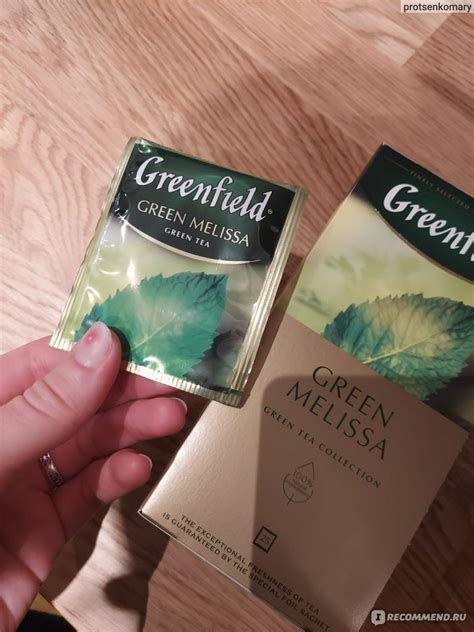 protsenkomary
Greenfield
GREEN MELISSA
GREEN TEA
FINELY SELECTED
Greenfi
GREEN
MELISSA
GREEN TEA COLLECTION
100%
25
THE EXCEPTIONAL FRESHNESS OF TEA
IS GUARANTEED BY THE SPECIAL FOIL SACHET
I RECOMMEND.RU